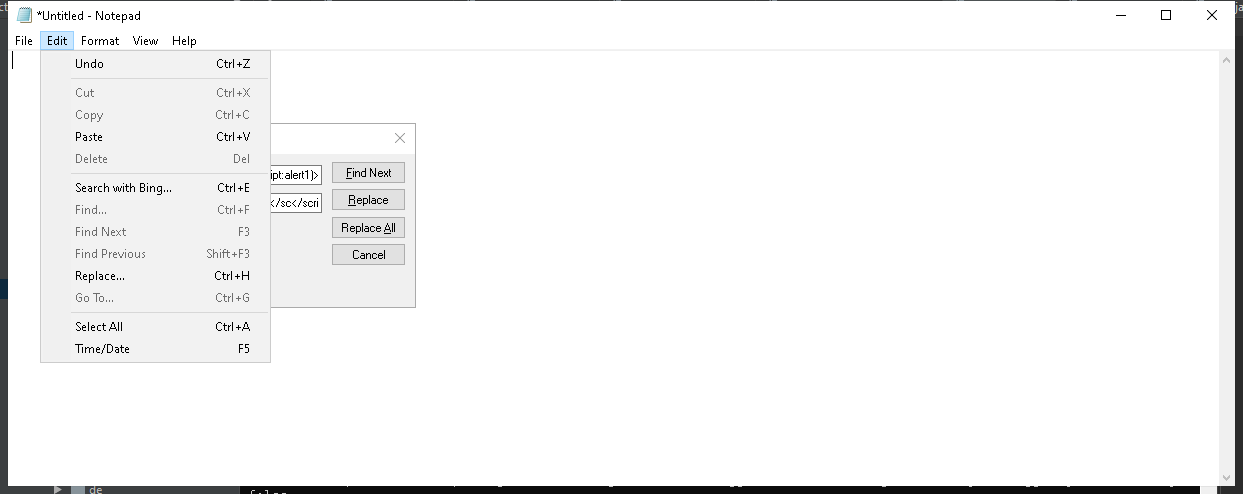 *Untitled - Notepad
File Edit Format View Help
Undo Ctrl+Z
Cut Ctrl+X
Copy Ctrl+C
Paste Ctrl+V
Delete Del
Search with Bing... Ctrl+E
Find... Ctrl+F
Find Next F3
Find Previous Shift+F3
Replace... Ctrl+H
Go To... Ctrl+G
Select All Ctrl+A
Time/Date F5
ipt:alert1)>
</sc</scri
Find Next
Replace
Replace All
Cancel
de